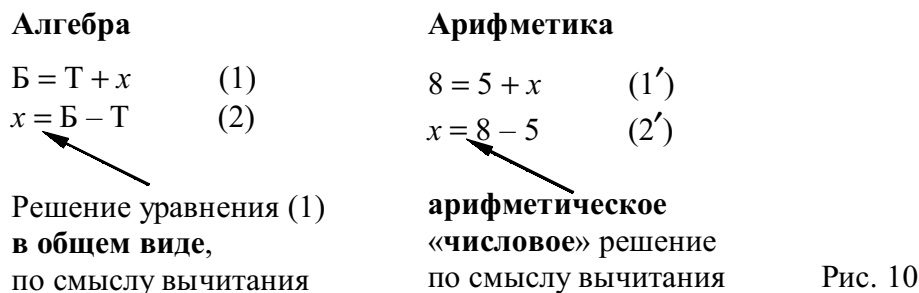 Алгебра
Б = Т + x (1)
x = Б – Т (2)
Решение уравнения (1)
в общем виде,
по смыслу вычитания
Арифметика
8 = 5 + x (1′)
x = 8 – 5 (2′)
арифметическое
«числовое» решение
по смыслу вычитания
Рис. 10